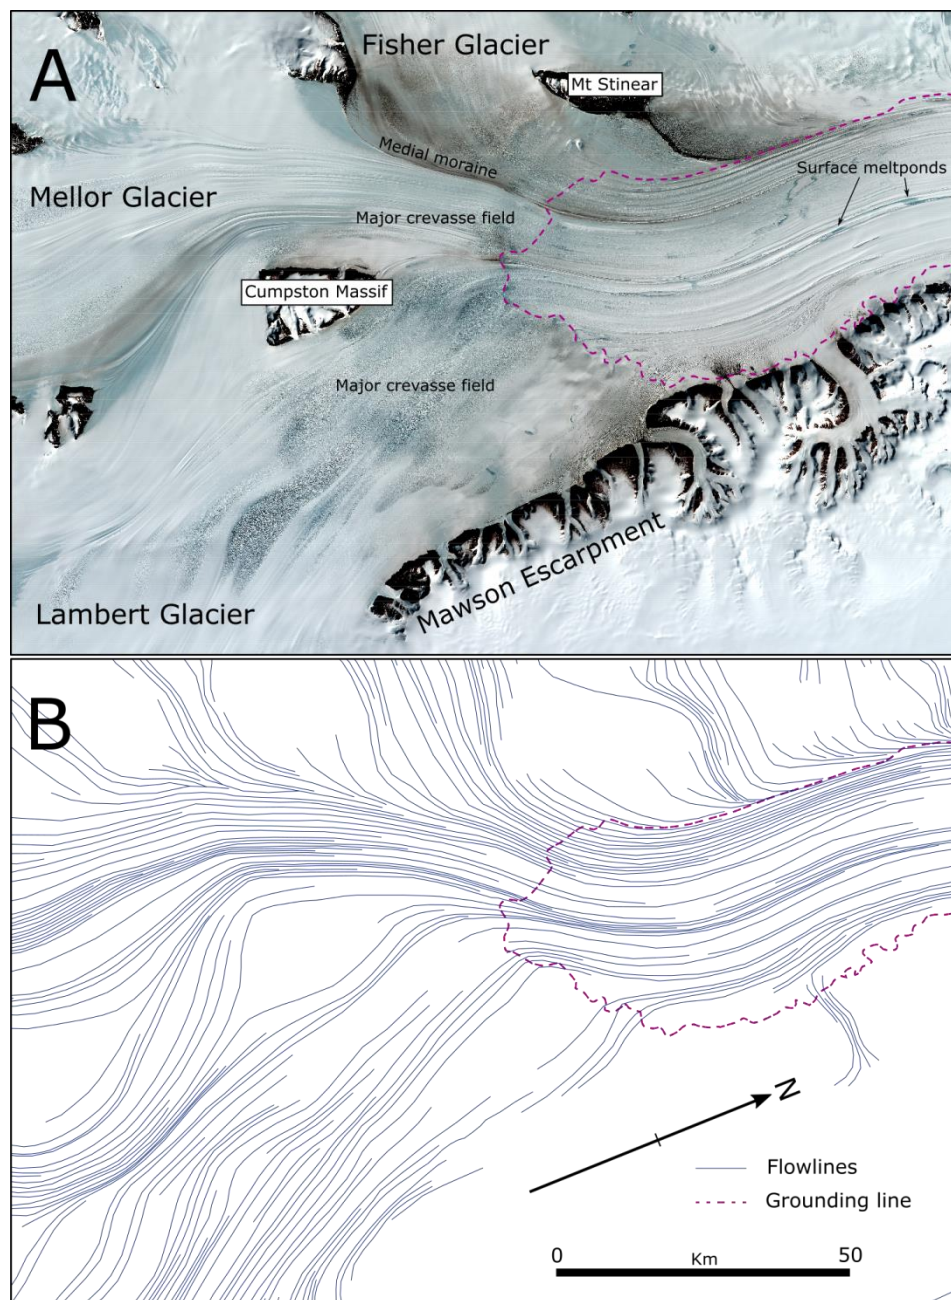 A
Fisher Glacier
Mt Stinear
Medial moraine
Surface meltponds
Mellor Glacier
Major crevasse field
Cumpston Massif
Major crevasse field
Mawson Escarpment
Lambert Glacier
B
N
Flowlines
Grounding line
0 Km 50